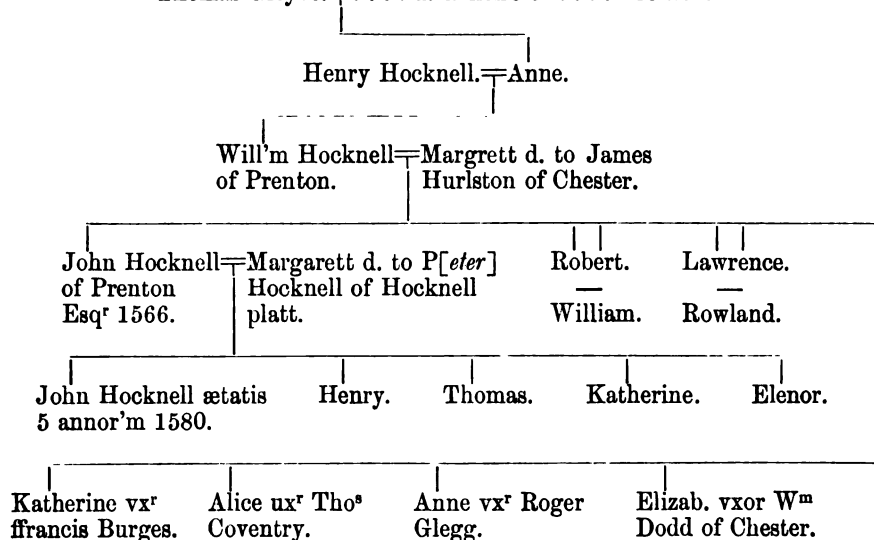 Henry Hocknell.=Anne.
Will'm Hocknell=Margrett d. to James
of Prenton. Hurlston of Chester.
John Hocknell=Margarett d. to P[eter] Robert. Lawrence.
of Prenton Hocknell of Hocknell — —
Esqʳ 1566. platt. William. Rowland.
John Hocknell ætatis Henry. Thomas. Katherine. Elenor.
5 annor'm 1580.
Katherine vxʳ Alice uxʳ Thoˢ Anne vxʳ Roger Elizab. vxor Wᵐ
ffrancis Burges. Coventry. Glegg. Dodd of Chester.